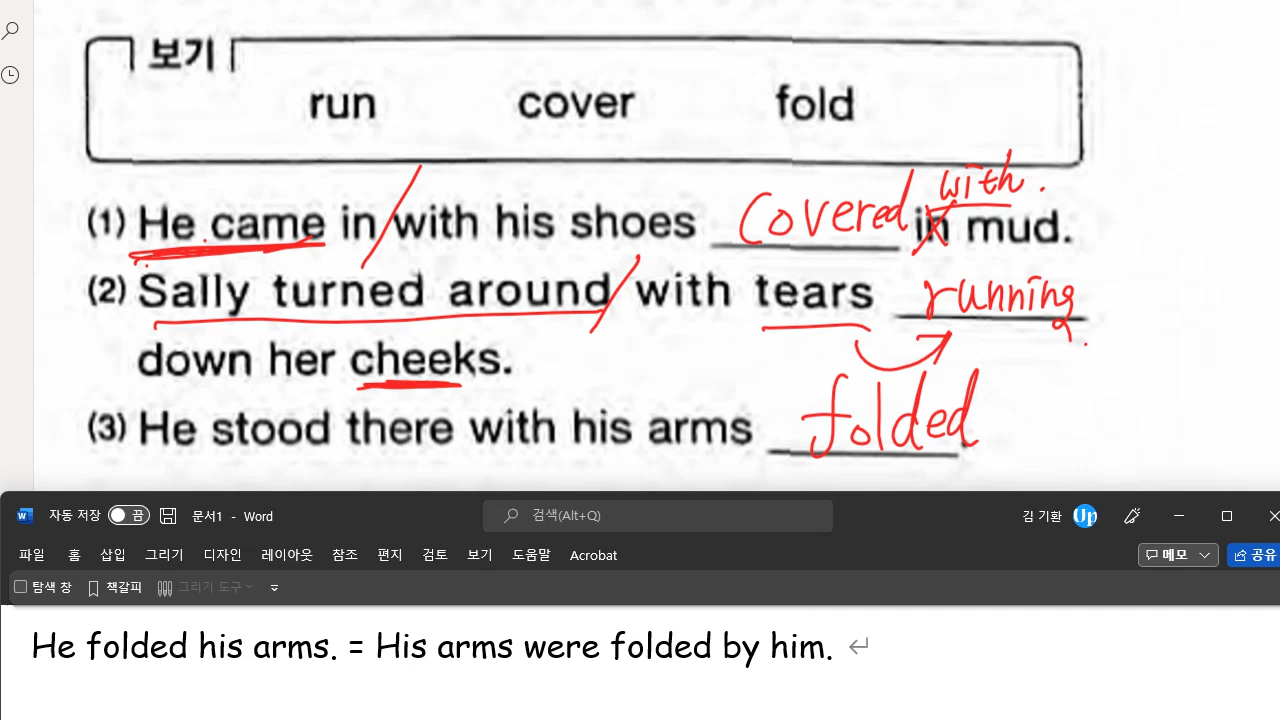 보기
run cover fold
with.
(1) He came in with his shoes covered in mud.
(2) Sally turned around with tears running
down her cheeks.
(3) He stood there with his arms folded
자동 저장 끔 문서1 - Word 검색(Alt+Q) 김 기환 Up
파일 홈 삽입 그리기 디자인 레이아웃 참조 편지 검토 보기 도움말 Acrobat 메모 공유
탐색 창 책갈피 그리기 도구
He folded his arms. = His arms were folded by him.